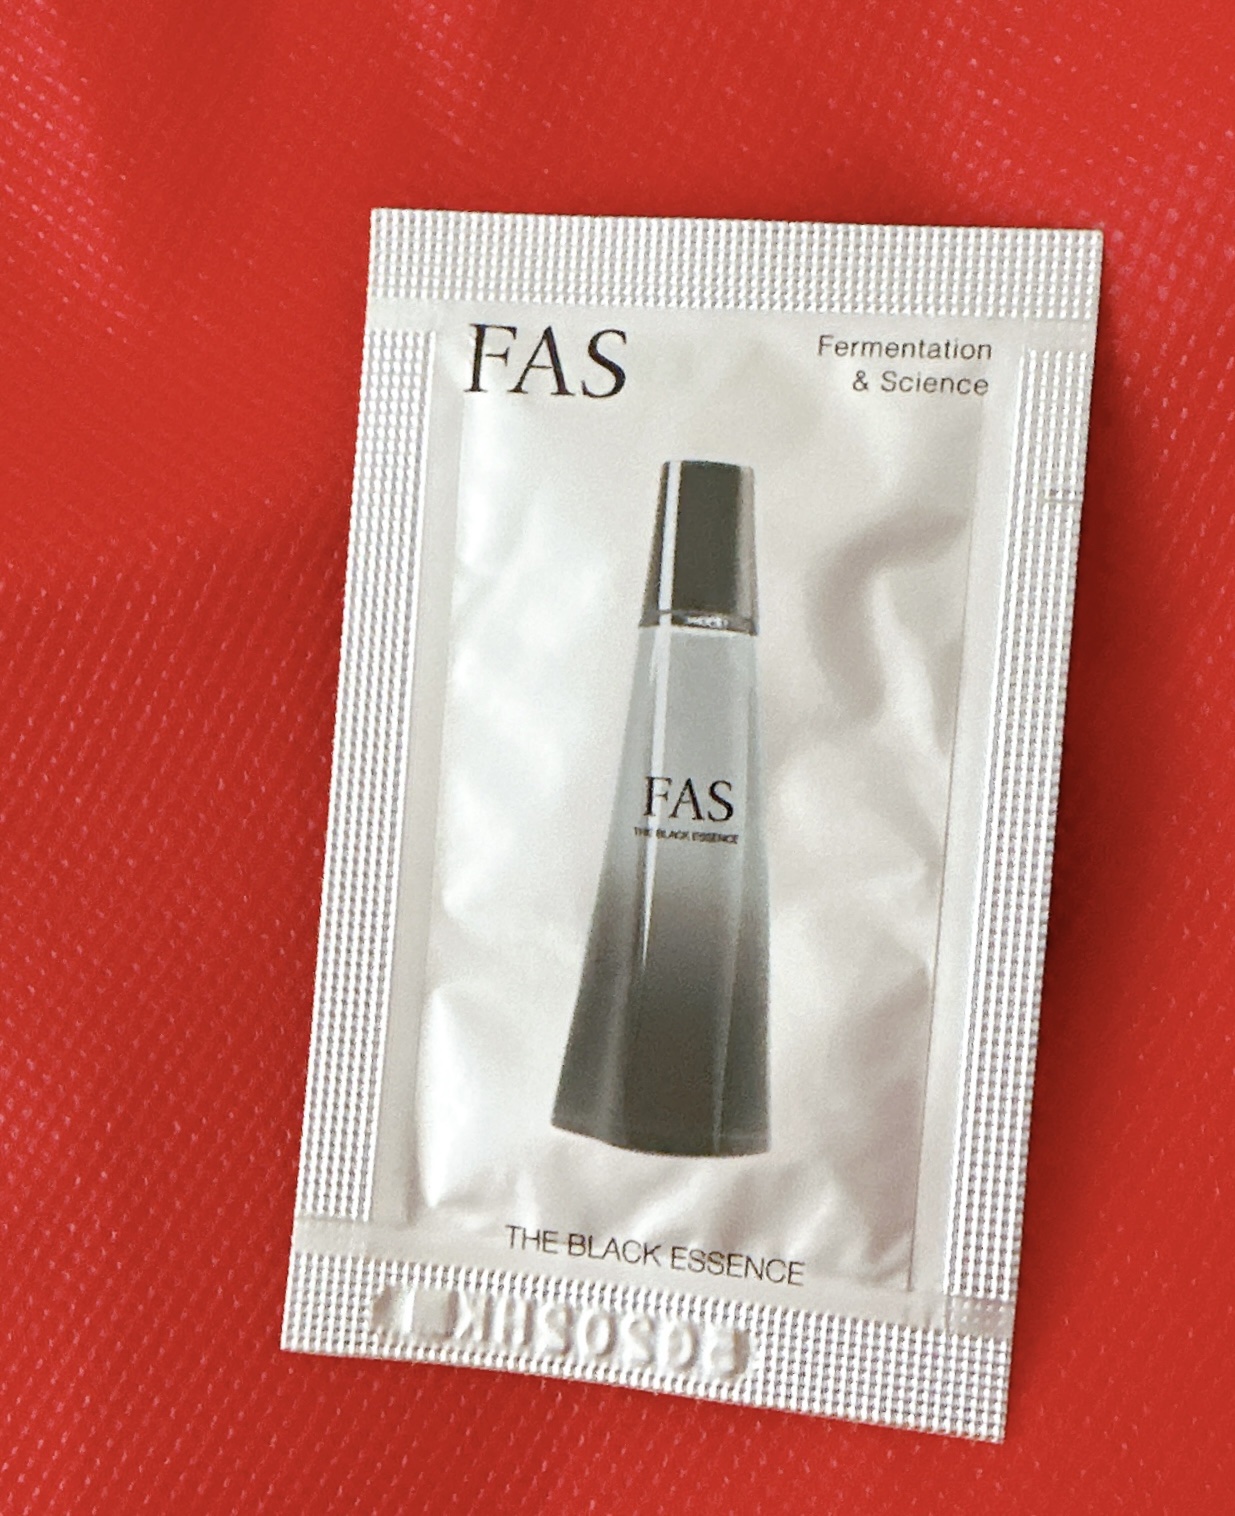 FAS
Fermentation
& Science
FAS
THE BLACK ESSENCE
THE BLACK ESSENCE